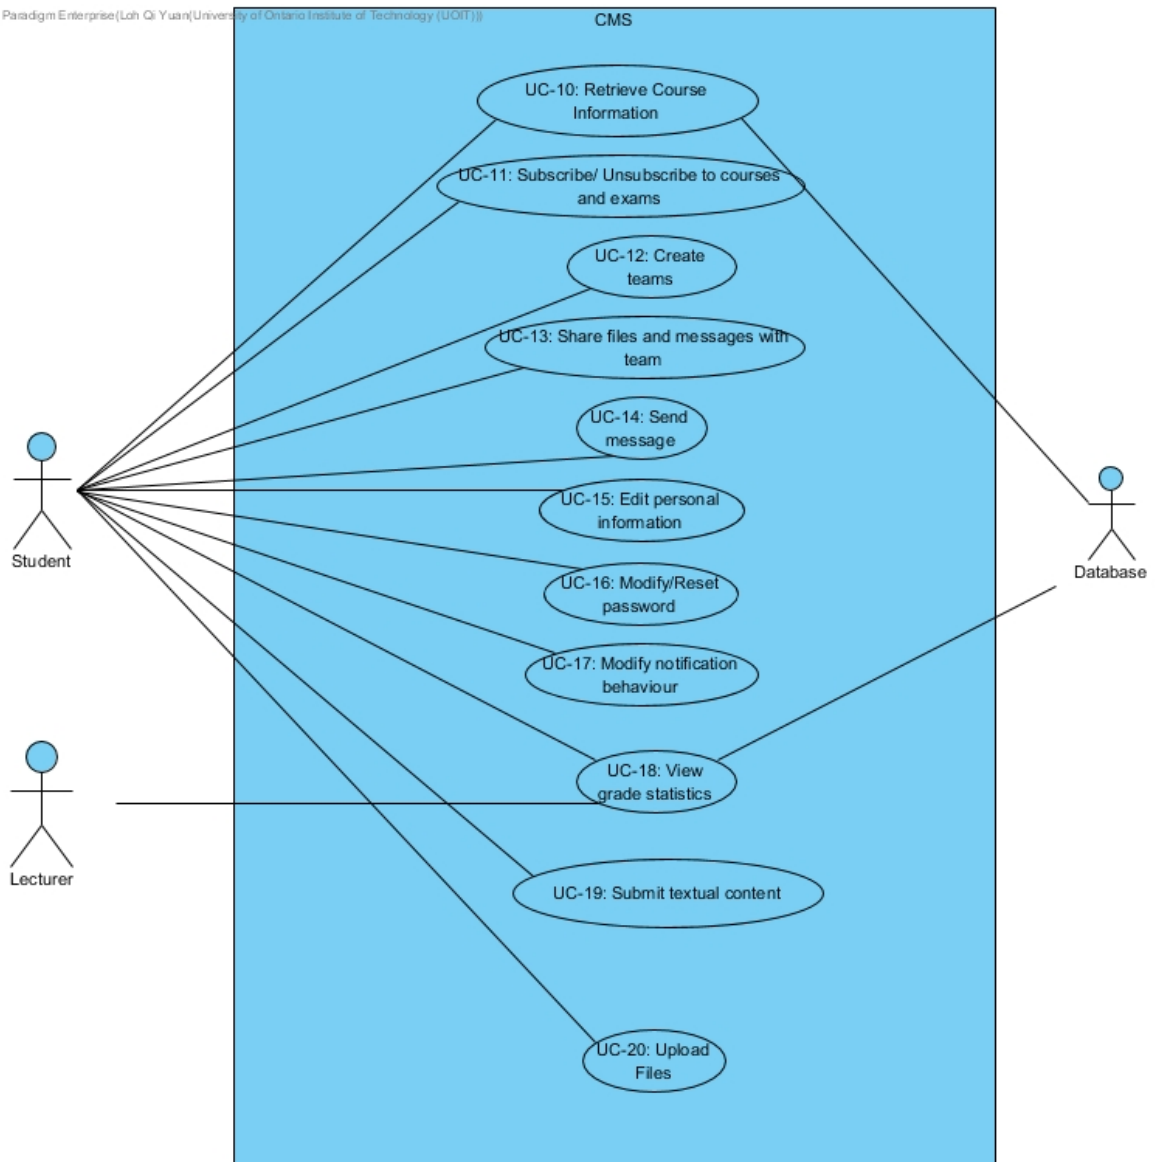 Paradigm Enterprise(Loh Qi Yuan(University of Ontario Institute of Technology (UOIT)))
CMS
UC-10: Retrieve Course
Information
UC-11: Subscribe/ Unsubscribe to courses
and exams
UC-12: Create
teams
UC-13: Share files and messages with
team
UC-14: Send
message
UC-15: Edit personal
information
Student
Database
UC-16: Modify/Reset
password
UC-17: Modify notification
behaviour
UC-18: View
grade statistics
Lecturer
UC-19: Submit textual content
UC-20: Upload
Files